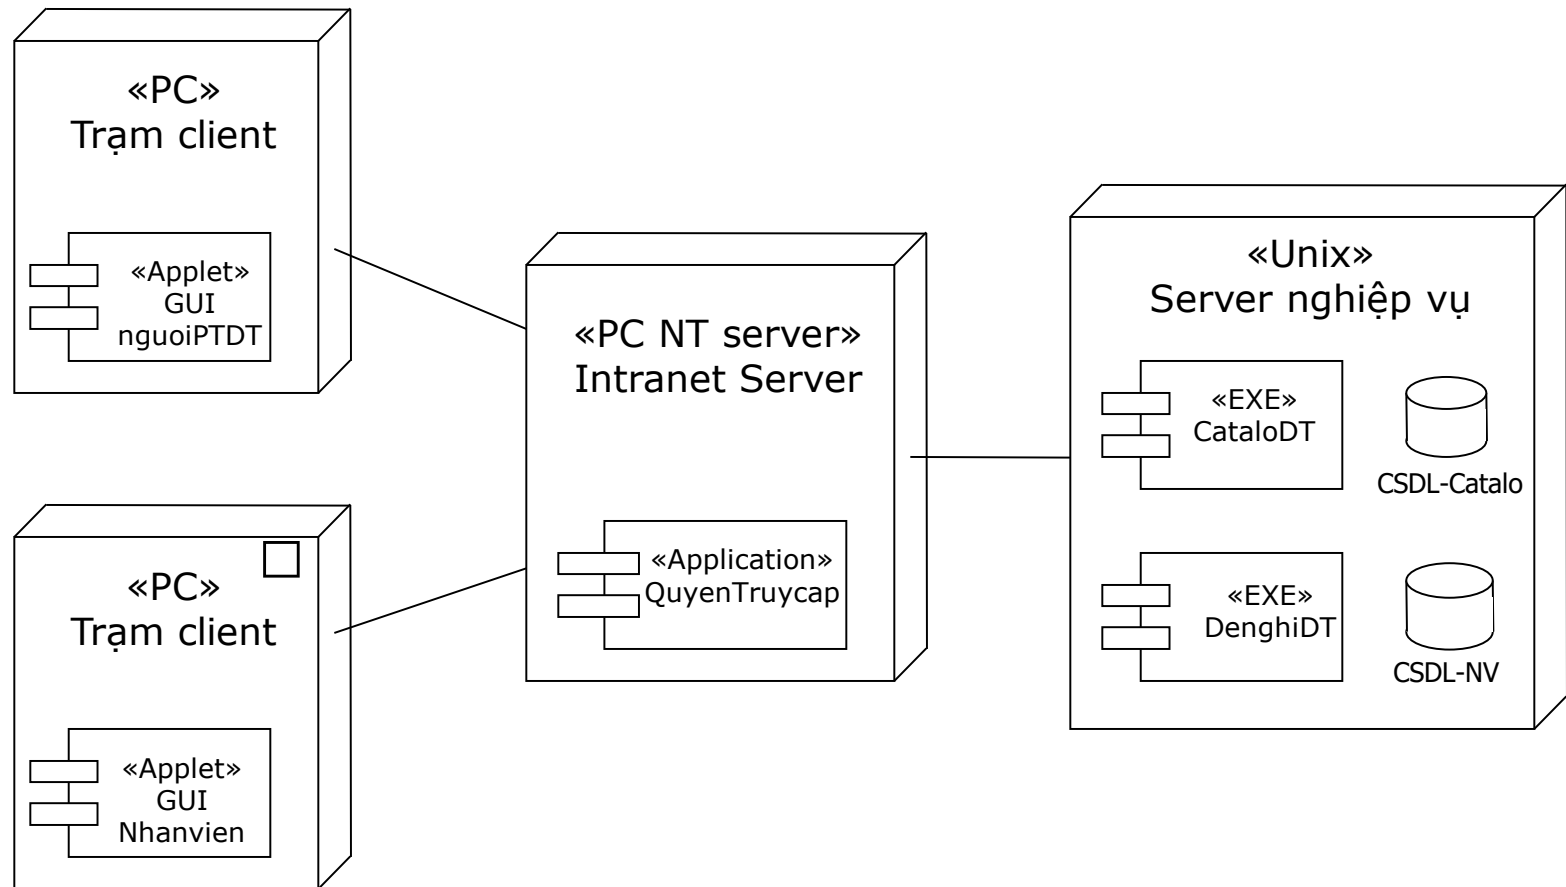 «PC»
Trạm client
«Applet»
GUI
nguoiPTDT
«PC»
Trạm client
«Applet»
GUI
Nhanvien
«PC NT server»
Intranet Server
«Application»
QuyenTruycap
«Unix»
Server nghiệp vụ
«EXE»
CataloDT
CSDL-Catalo
«EXE»
DenghiDT
CSDL-NV